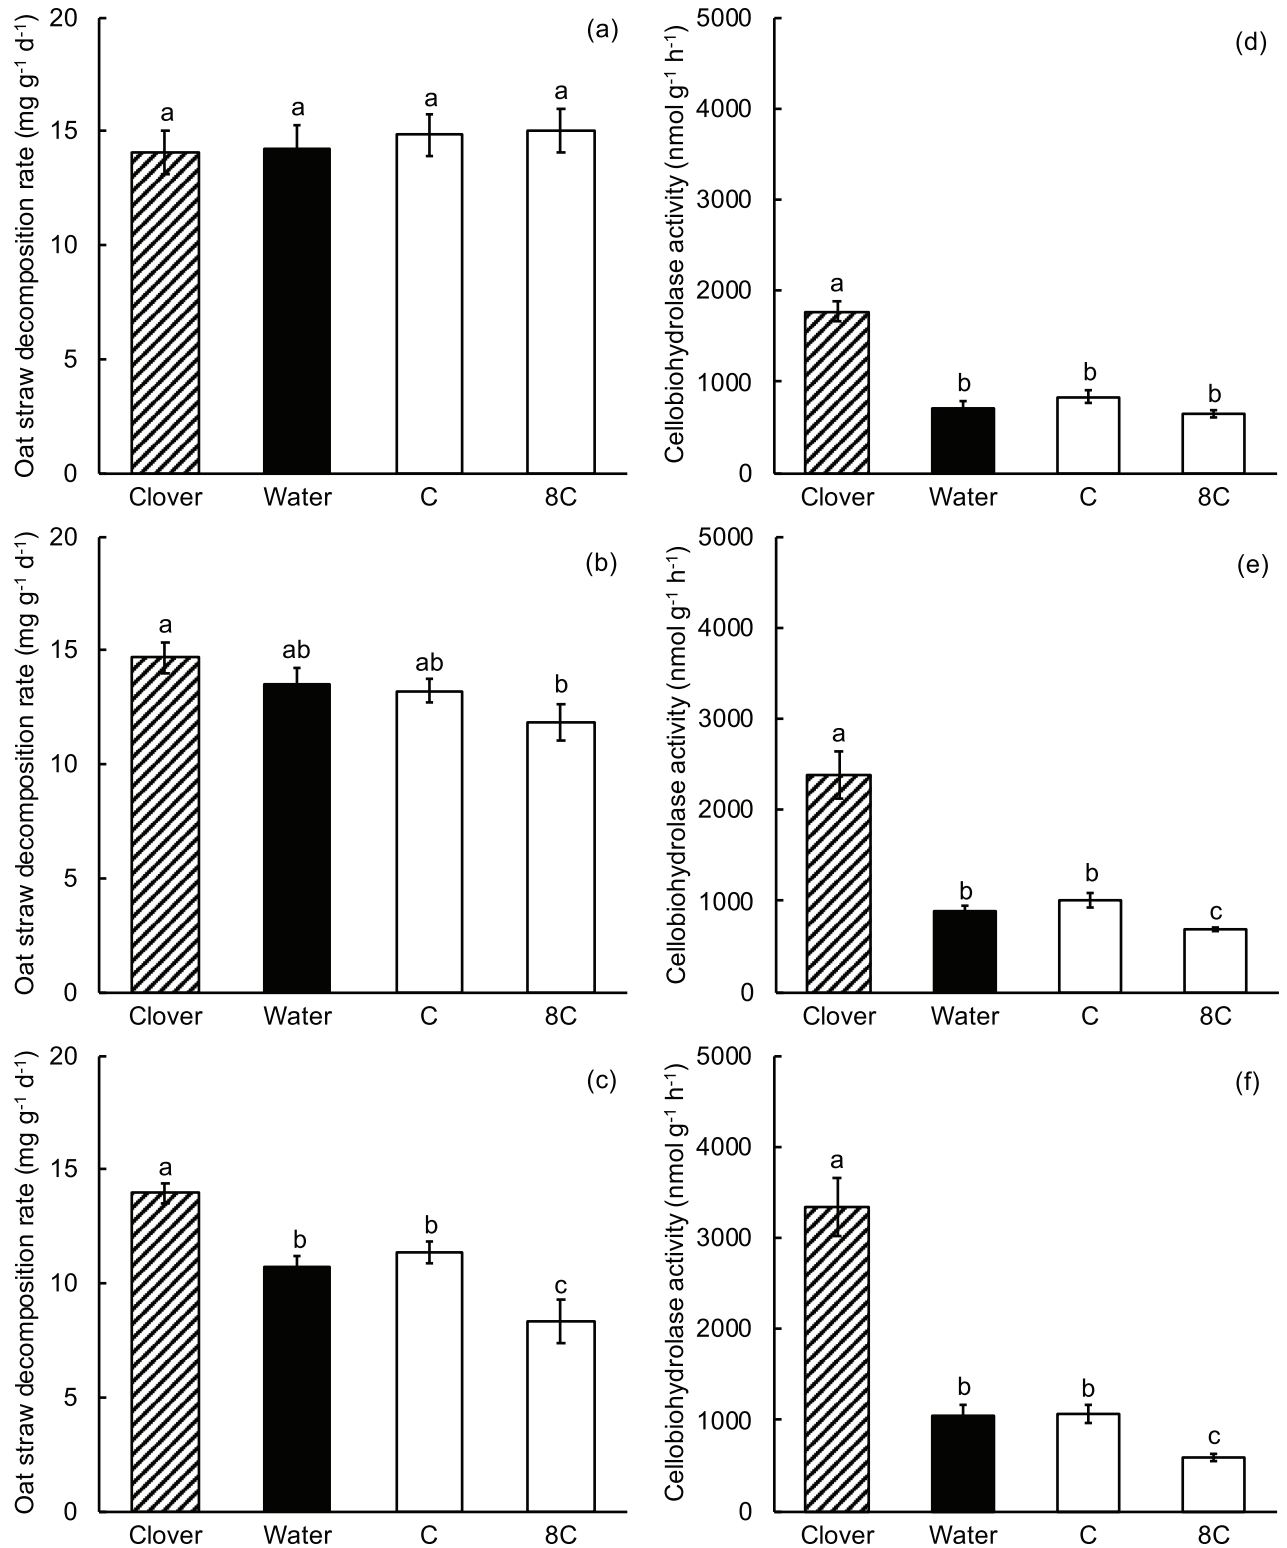 Oat straw decomposition rate (mg g⁻¹ d⁻¹)
20
15
10
5
0
(a)
a
a
a
a
Clover Water C 8C
Cellobiohydrolase activity (nmol g⁻¹ h⁻¹)
5000
4000
3000
2000
1000
0
(d)
a
b
b
b
Clover Water C 8C
Oat straw decomposition rate (mg g⁻¹ d⁻¹)
20
15
10
5
0
(b)
a
ab
ab
b
Clover Water C 8C
Cellobiohydrolase activity (nmol g⁻¹ h⁻¹)
5000
4000
3000
2000
1000
0
(e)
a
b
b
c
Clover Water C 8C
Oat straw decomposition rate (mg g⁻¹ d⁻¹)
20
15
10
5
0
(c)
a
b
b
c
Clover Water C 8C
Cellobiohydrolase activity (nmol g⁻¹ h⁻¹)
5000
4000
3000
2000
1000
0
(f)
a
b
b
c
Clover Water C 8C